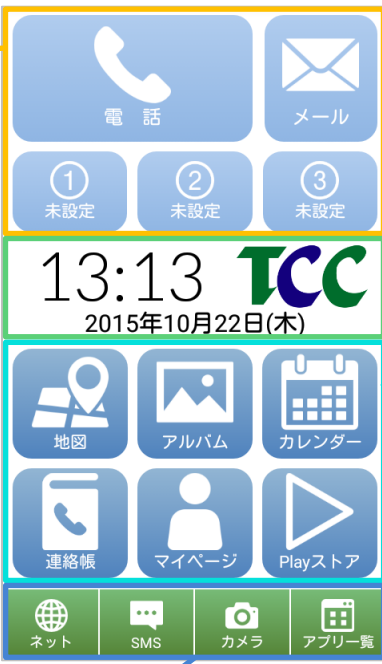 電 話
メール
① ② ③
未設定 未設定 未設定
13:13 TCC
2015年10月22日(木)
地図 アルバム カレンダー
連絡帳 マイページ Playストア
ネット SMS カメラ アプリ一覧